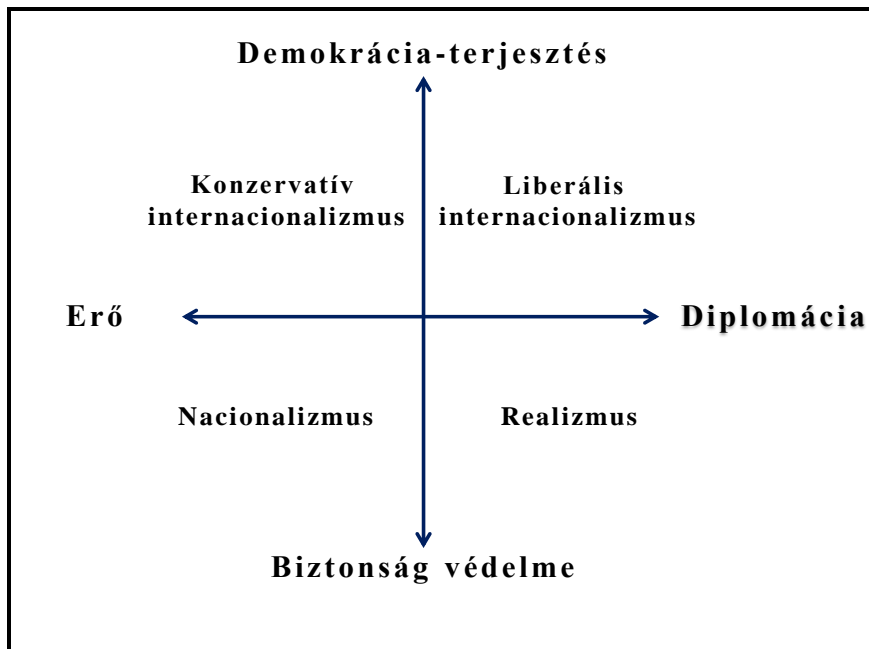 Demokrácia-terjesztés
Konzervatív
internacionalizmus
Liberális
internacionalizmus
Erő
Diplomácia
Nacionalizmus
Realizmus
Biztonság védelme